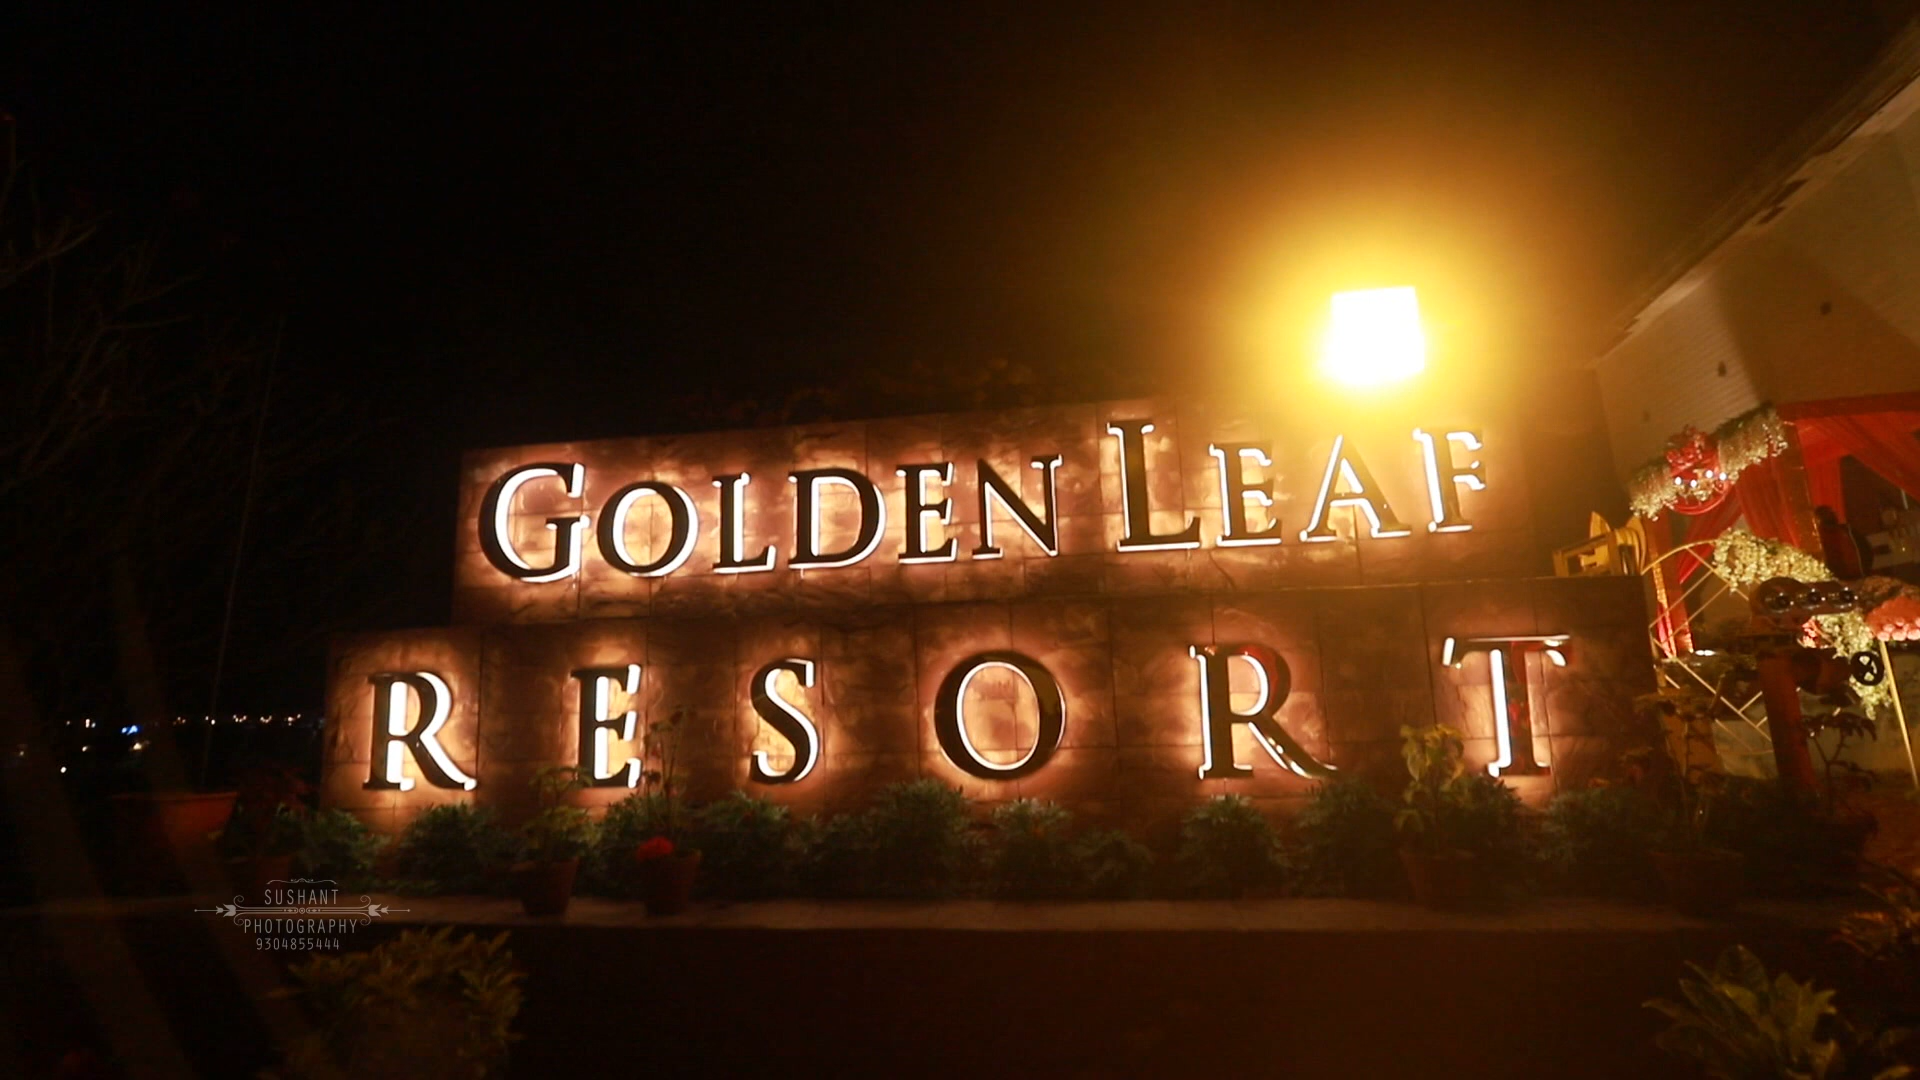 GOLDEN LEAF
RESORT
SUSHANT
PHOTOGRAPHY
9304855444